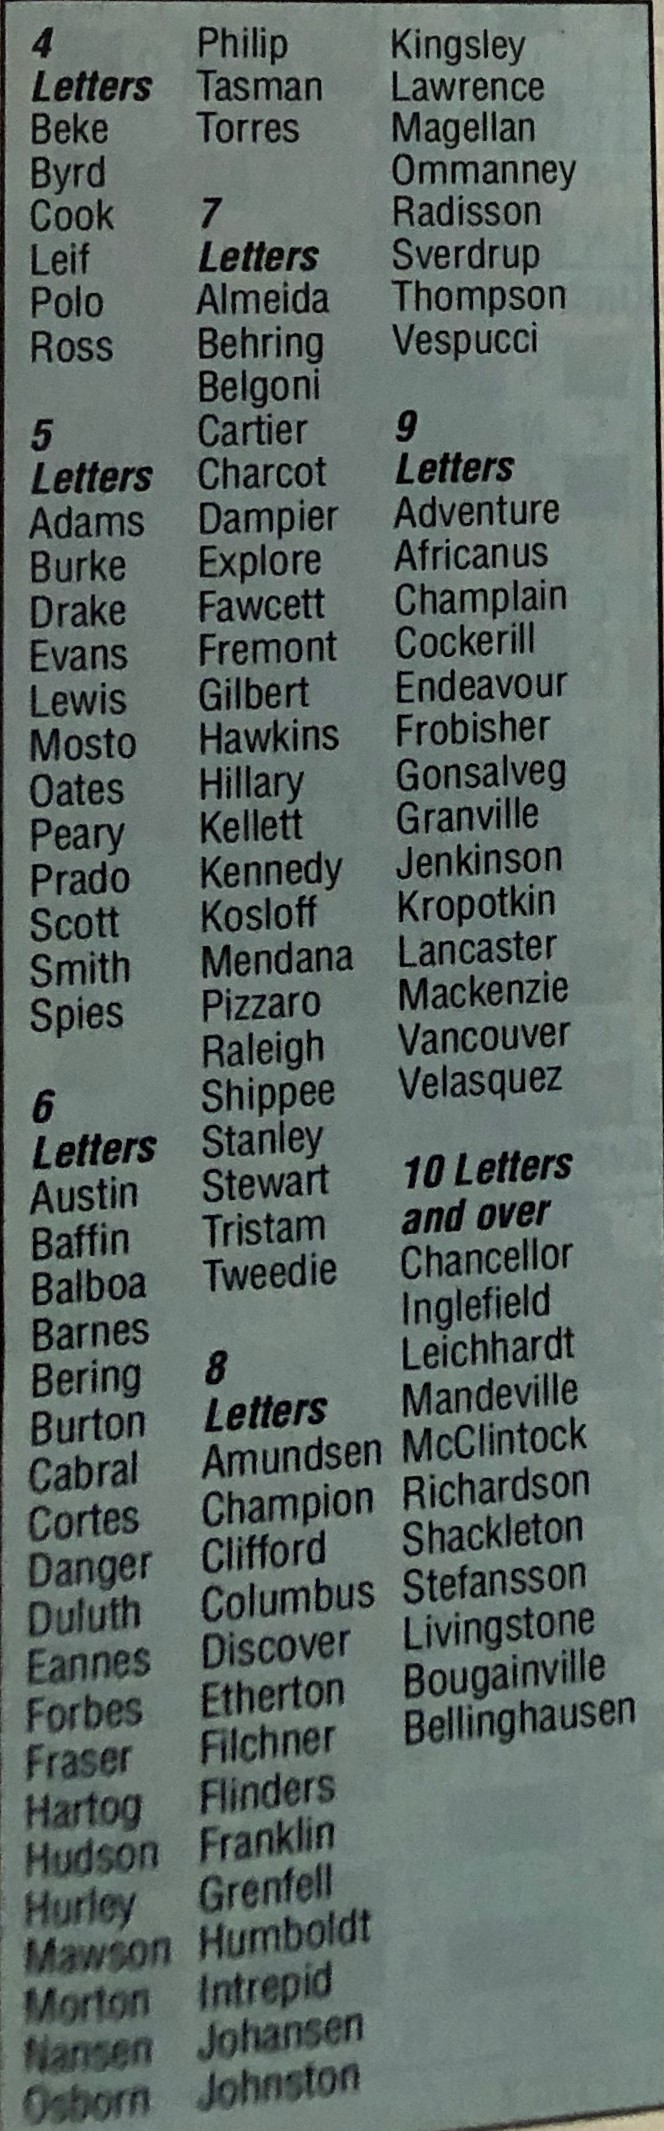 4
Letters
Beke
Byrd
Cook
Leif
Polo
Ross
5
Letters
Adams
Burke
Drake
Evans
Lewis
Mosto
Oates
Peary
Prado
Scott
Smith
Spies
6
Letters
Austin
Baffin
Balboa
Barnes
Bering
Burton
Cabral
Cortes
Danger
Duluth
Eannes
Forbes
Fraser
Hartog
Hudson
Hurley
Mawson
Morton
Nansen
Osborn
Philip
Tasman
Torres
7
Letters
Almeida
Behring
Belgoni
Cartier
Charcot
Dampier
Explore
Fawcett
Fremont
Gilbert
Hawkins
Hillary
Kellett
Kennedy
Kosloff
Mendana
Pizzaro
Raleigh
Shippee
Stanley
Stewart
Tristam
Tweedie
8
Letters
Amundsen
Champion
Clifford
Columbus
Discover
Etherton
Filchner
Flinders
Franklin
Grenfell
Humboldt
Intrepid
Johansen
Johnston
Kingsley
Lawrence
Magellan
Ommanney
Radisson
Sverdrup
Thompson
Vespucci
9
Letters
Adventure
Africanus
Champlain
Cockerill
Endeavour
Frobisher
Gonsalveg
Granville
Jenkinson
Kropotkin
Lancaster
Mackenzie
Vancouver
Velasquez
10 Letters
and over
Chancellor
Inglefield
Leichhardt
Mandeville
McClintock
Richardson
Shackleton
Stefansson
Livingstone
Bougainville
Bellinghausen